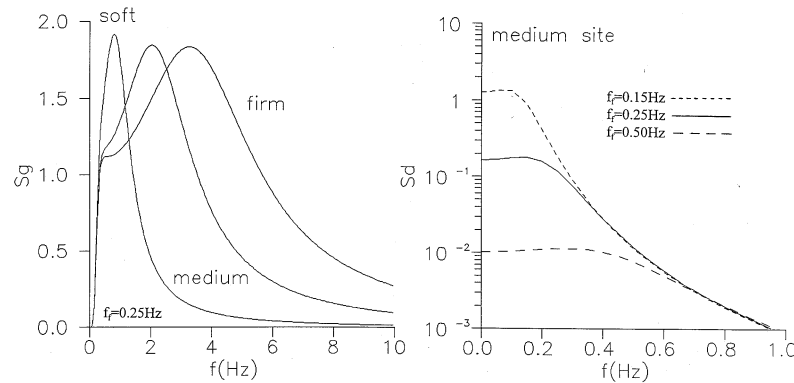 soft
2.0
1.5
1.0
0.5
0.0
Sg
firm
medium
f_f=0.25Hz
0 2 4 6 8 10
f(Hz)
medium site
f_f=0.15Hz
f_f=0.25Hz
f_f=0.50Hz
10
1
10⁻¹
10⁻²
10⁻³
Sd
0.0 0.2 0.4 0.6 0.8 1.0
f(Hz)